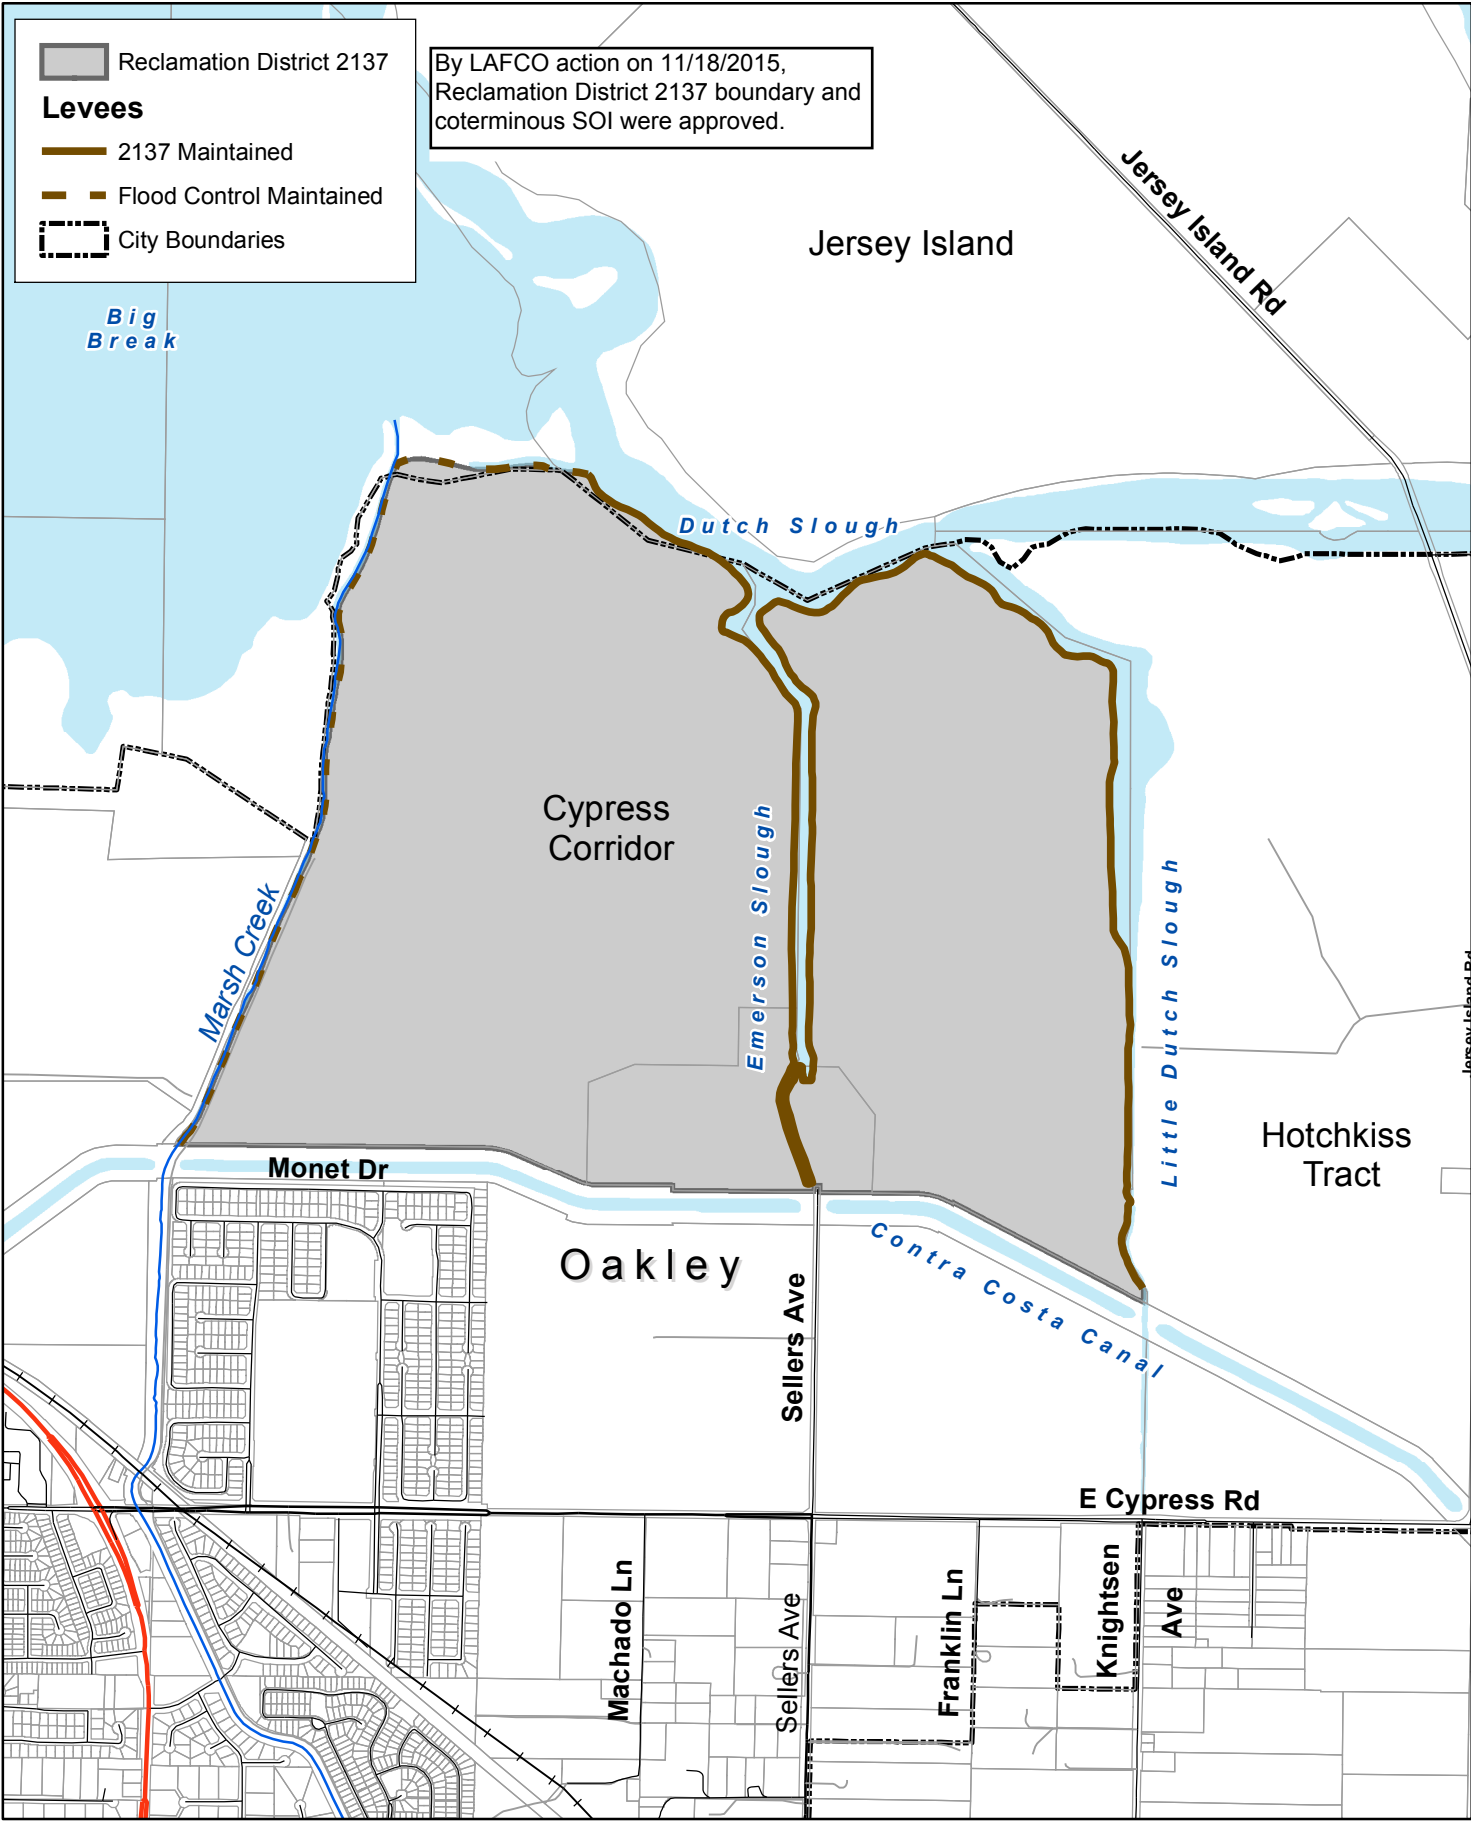 Reclamation District 2137
Levees
2137 Maintained
Flood Control Maintained
City Boundaries
By LAFCO action on 11/18/2015,
Reclamation District 2137 boundary and
coterminous SOI were approved.
Jersey Island
Jersey Island Rd
Big
Break
Dutch Slough
Cypress
Corridor
Emerson Slough
Marsh Creek
Little Dutch Slough
Jersey Island Rd
Hotchkiss
Tract
Monet Dr
Oakley
Contra Costa Canal
Sellers Ave
E Cypress Rd
Machado Ln
Sellers Ave
Franklin Ln
Knightsen
Ave